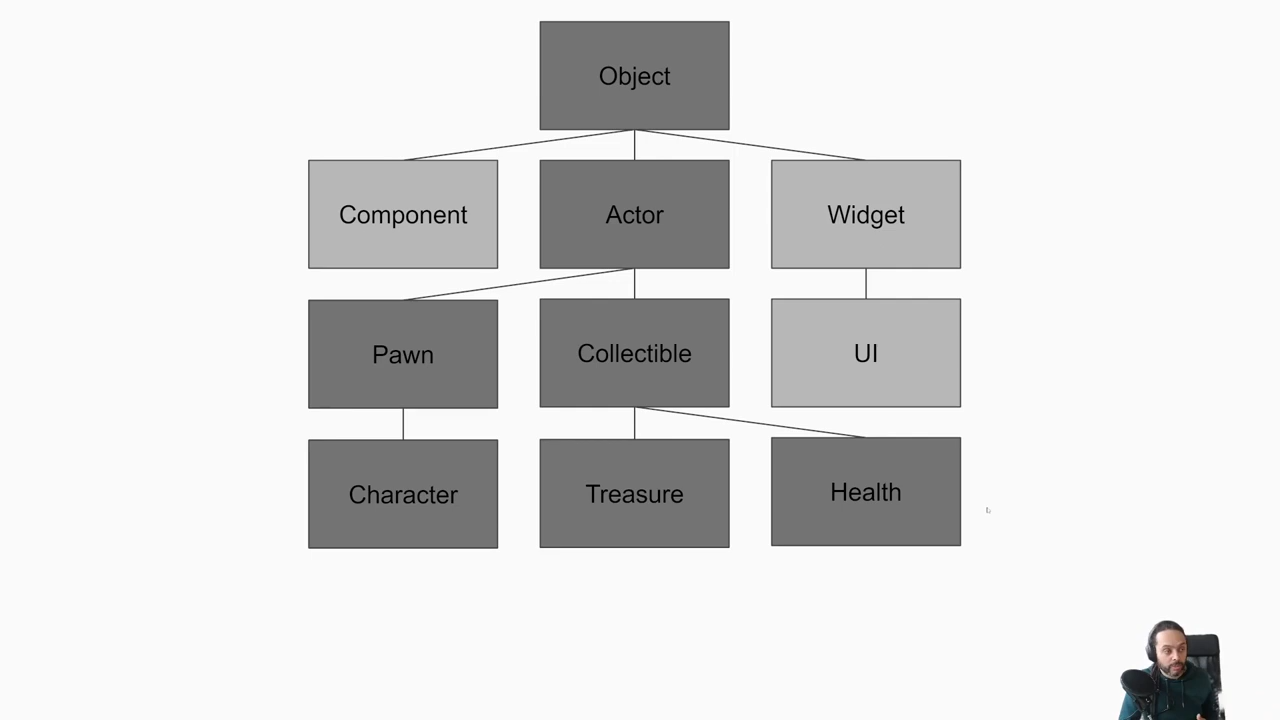 Object
Component
Actor
Widget
Pawn
Collectible
UI
Character
Treasure
Health